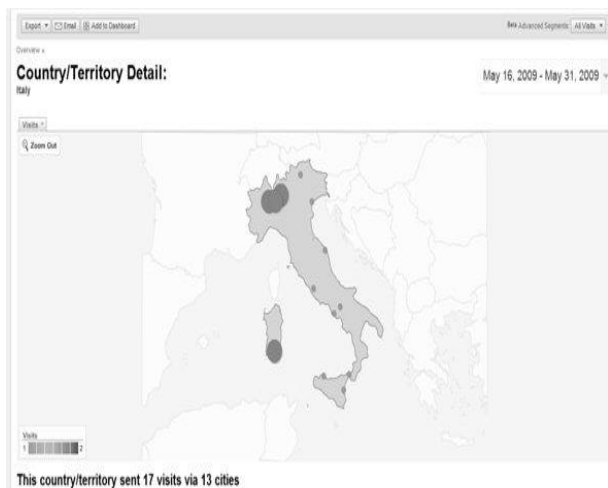 Export Email Add to Dashboard Beta Advanced Segments: All Visits
Overview »
Country/Territory Detail:
Italy
May 16, 2009 - May 31, 2009
Visits
Zoom Out
Visits
1 2
This country/territory sent 17 visits via 13 cities